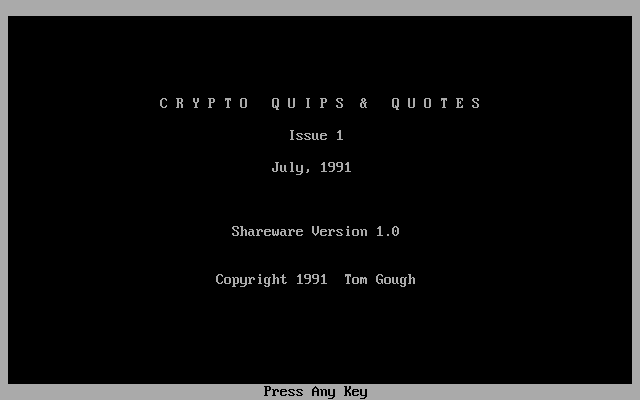 C R Y P T O   Q U I P S  &  Q U O T E S
Issue 1
July, 1991
Shareware Version 1.0
Copyright 1991  Tom Gough
Press Any Key